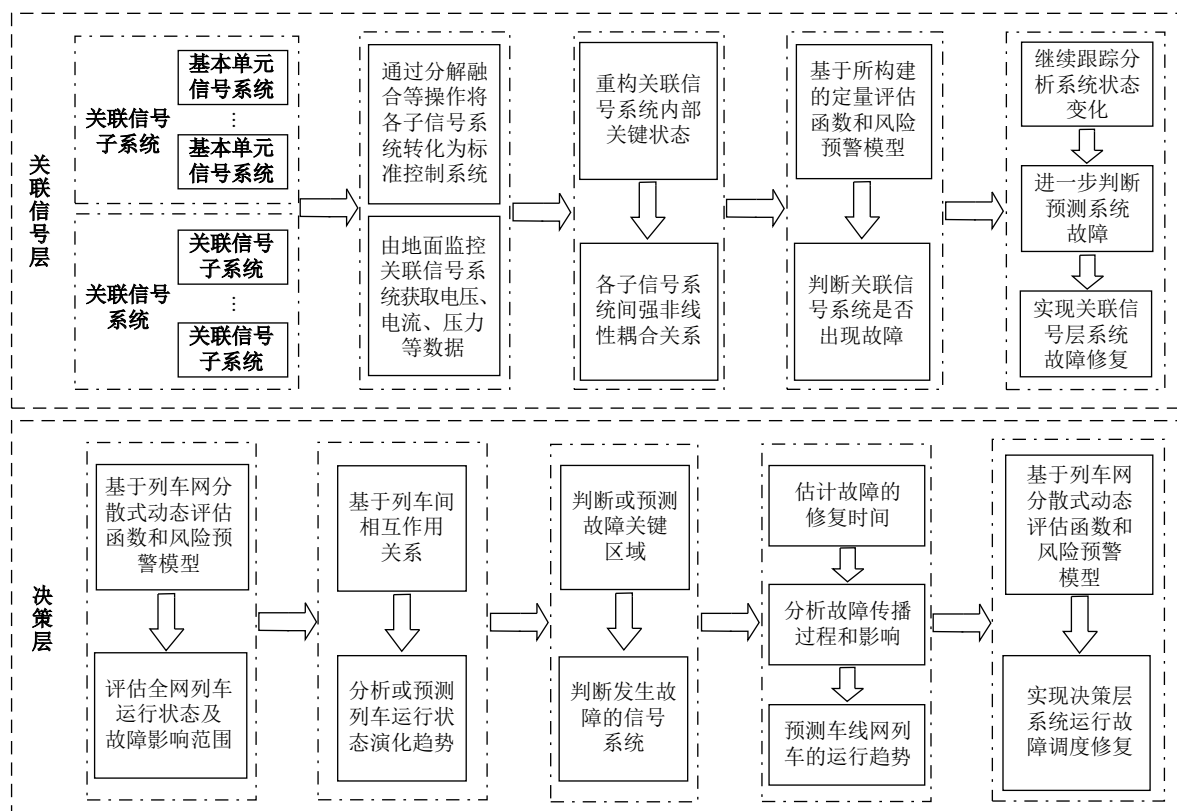 关联信号层
关联信号
子系统
基本单元
信号系统
⋮
基本单元
信号系统
关联信号
系统
关联信号
子系统
⋮
关联信号
子系统
通过分解融
合等操作将
各子信号系
统转化为标
准控制系统
由地面监控
关联信号系
统获取电压、
电流、压力
等数据
重构关联信
号系统内部
关键状态
各子信号系
统间强非线
性耦合关系
基于所构建
的定量评估
函数和风险
预警模型
判断关联信
号系统是否
出现故障
继续跟踪分
析系统状态
变化
进一步判断
预测系统
故障
实现关联信
号层系统
故障修复
决策层
基于列车网分
散式动态评估
函数和风险预
警模型
评估全网列车
运行状态及
故障影响范围
基于列车间
相互作用
关系
分析或预测
列车运行状
态演化趋势
判断或预测
故障关键
区域
判断发生故
障的信号
系统
估计故障的
修复时间
分析故障传播
过程和影响
预测车线网列
车的运行趋势
基于列车网
分散式动态
评估函数和
风险预警
模型
实现决策层
系统运行故
障调度修复